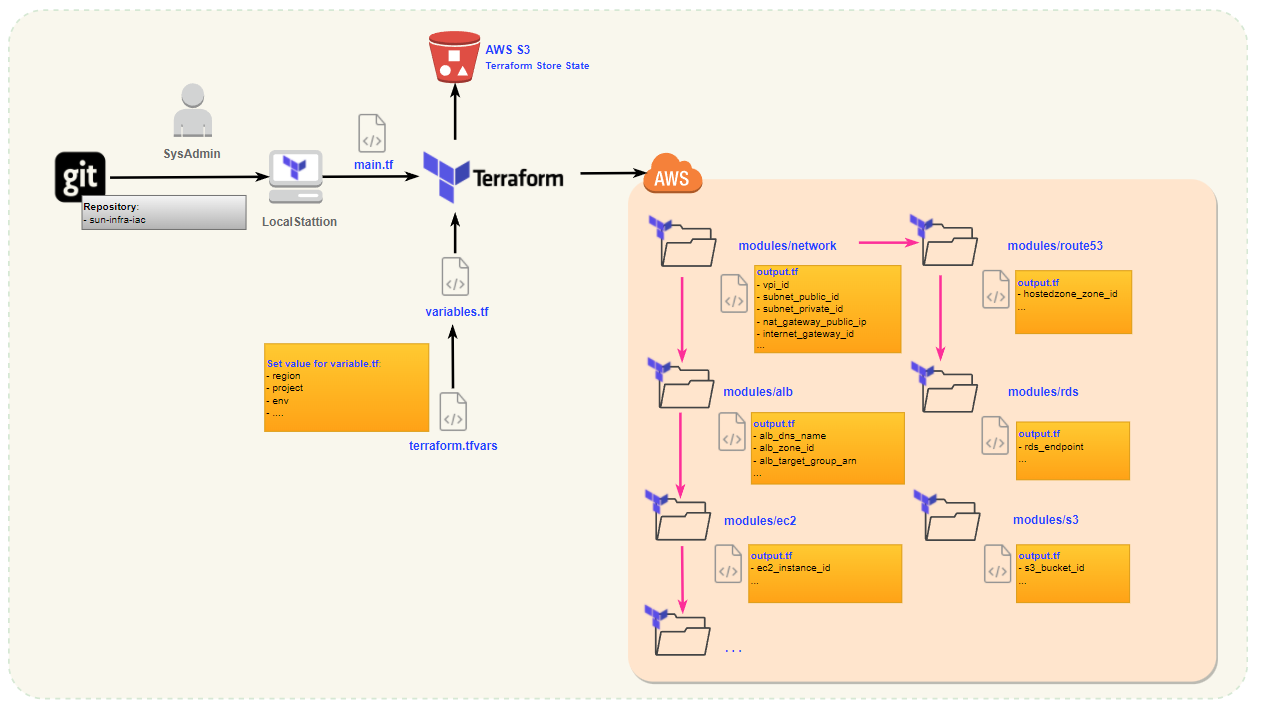 AWS S3
Terraform Store State
SysAdmin
git
Repository:
- sun-infra-iac
LocalStattion
main.tf
Terraform
variables.tf
Set value for variable.tf:
- region
- project
- env
- ....
terraform.tfvars
AWS
modules/network
output.tf
- vpi_id
- subnet_public_id
- subnet_private_id
- nat_gateway_public_ip
- internet_gateway_id
...
modules/route53
output.tf
- hostedzone_zone_id
...
modules/alb
output.tf
- alb_dns_name
- alb_zone_id
- alb_target_group_arn
...
modules/rds
output.tf
- rds_endpoint
...
modules/ec2
output.tf
- ec2_instance_id
...
modules/s3
output.tf
- s3_bucket_id
...
...